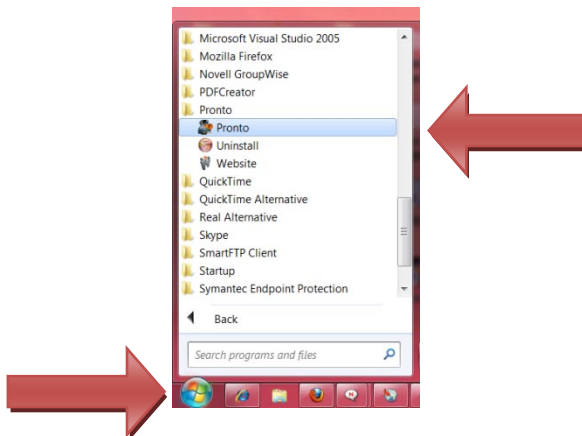 Microsoft Visual Studio 2005
Mozilla Firefox
Novell GroupWise
PDFCreator
Pronto
Pronto
Uninstall
Website
QuickTime
QuickTime Alternative
Real Alternative
Skype
SmartFTP Client
Startup
Symantec Endpoint Protection
Back
Search programs and files